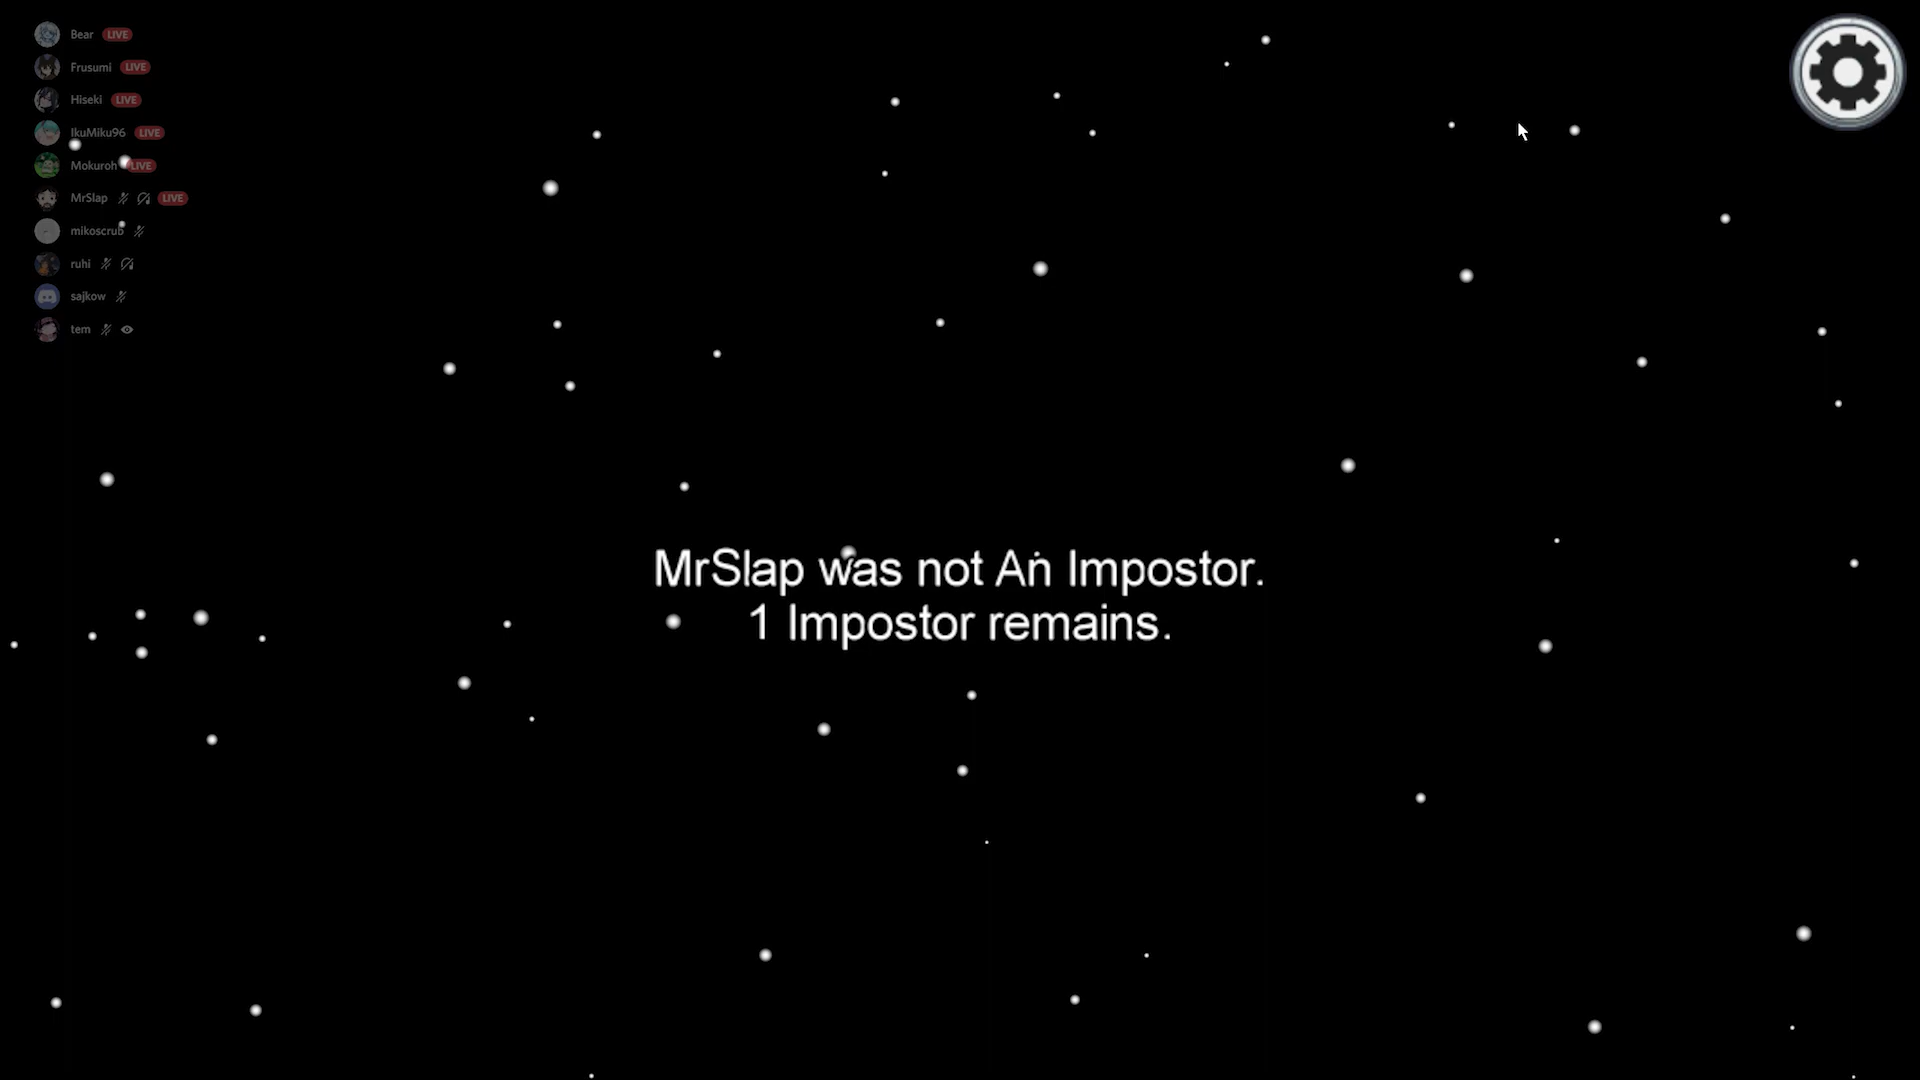 Bear LIVE
Frusumi LIVE
Hiseki LIVE
IkuMiku96 LIVE
Mokuroh LIVE
MrSlap LIVE
mikoscrub
ruhi
sajkow
tem
MrSlap was not An Impostor.
1 Impostor remains.